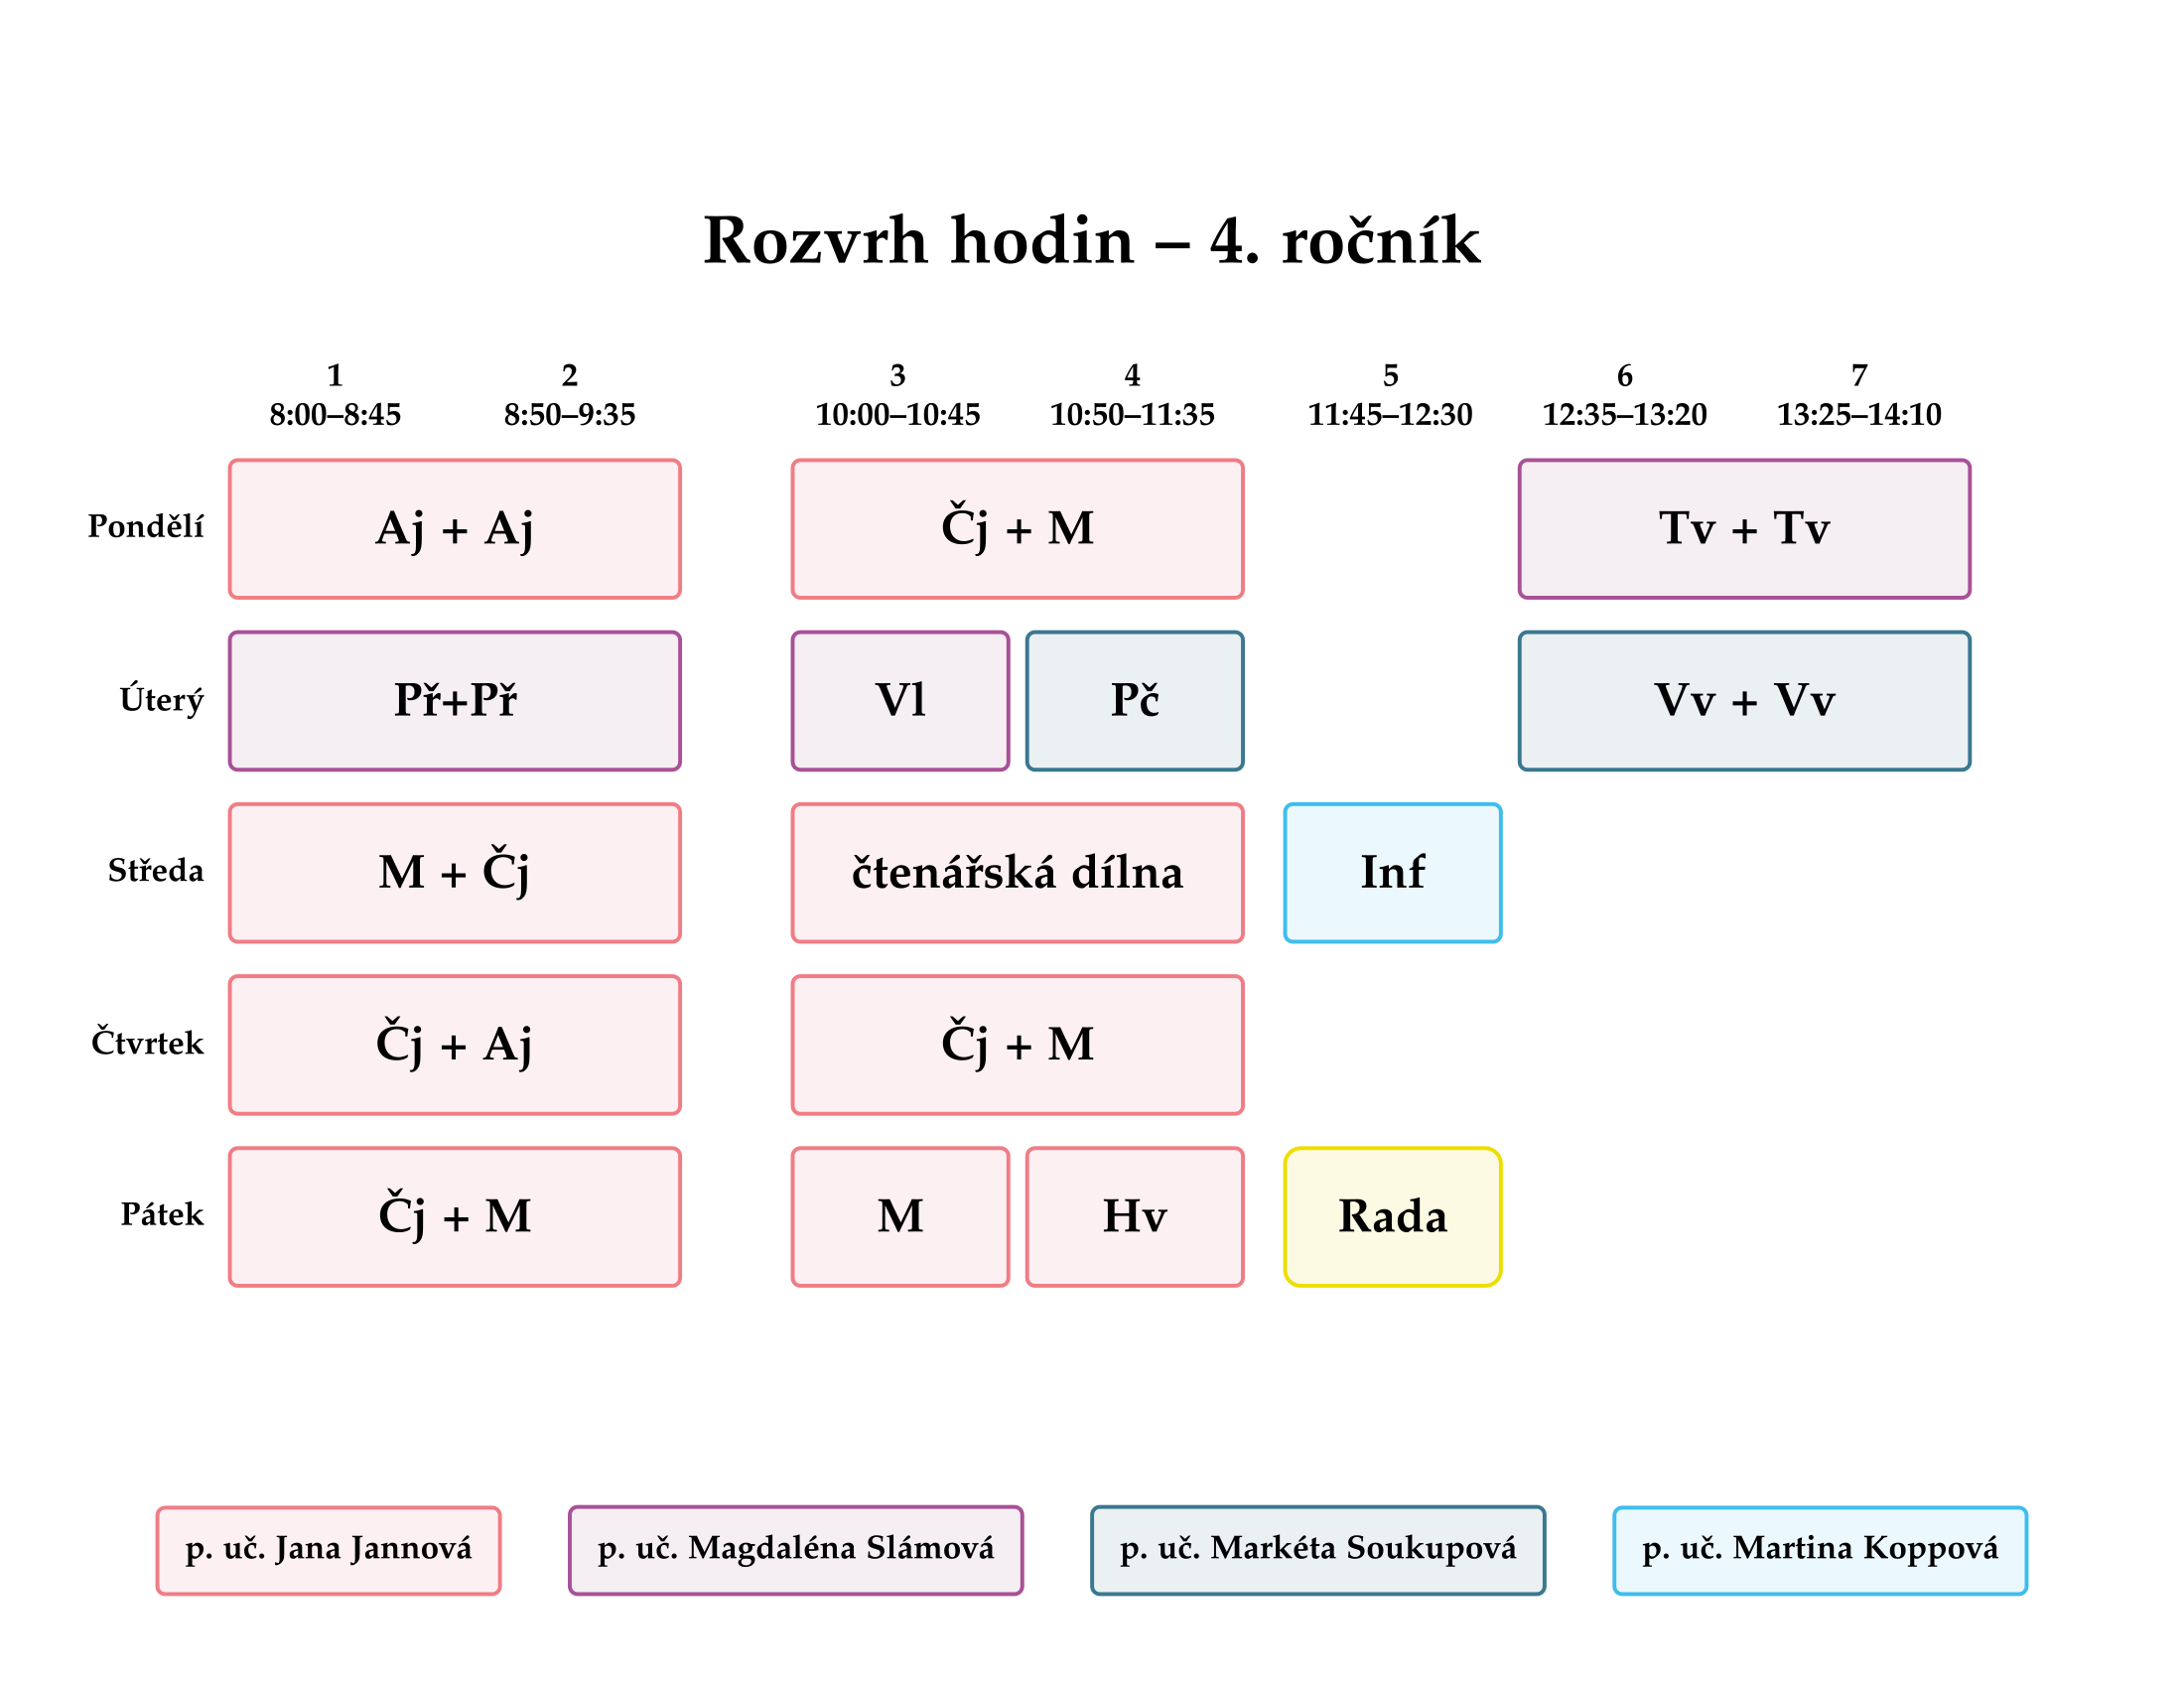 Rozvrh hodin – 4. ročník
1 2 3 4 5 6 7
8:00–8:45 8:50–9:35 10:00–10:45 10:50–11:35 11:45–12:30 12:35–13:20 13:25–14:10
Pondělí Aj + Aj Čj + M Tv + Tv
Úterý Př+Př Vl Pč Vv + Vv
Středa M + Čj čtenářská dílna Inf
Čtvrtek Čj + Aj Čj + M
Pátek Čj + M M Hv Rada
p. uč. Jana Jannová p. uč. Magdaléna Slámová p. uč. Markéta Soukupová p. uč. Martina Koppová